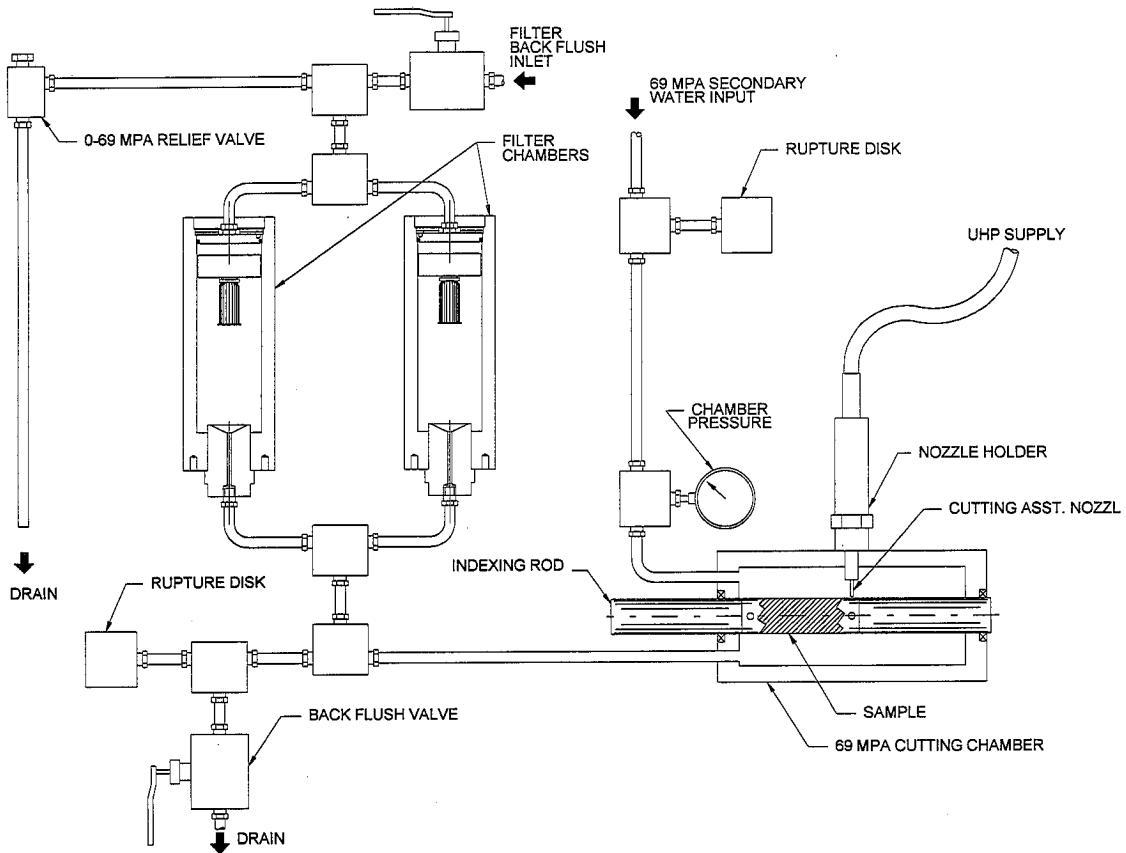 FILTER
BACK FLUSH
INLET
69 MPA SECONDARY
WATER INPUT
0-69 MPA RELIEF VALVE
FILTER
CHAMBERS
RUPTURE DISK
UHP SUPPLY
CHAMBER
PRESSURE
NOZZLE HOLDER
CUTTING ASST. NOZZL
INDEXING ROD
DRAIN
RUPTURE DISK
BACK FLUSH VALVE
SAMPLE
69 MPA CUTTING CHAMBER
DRAIN